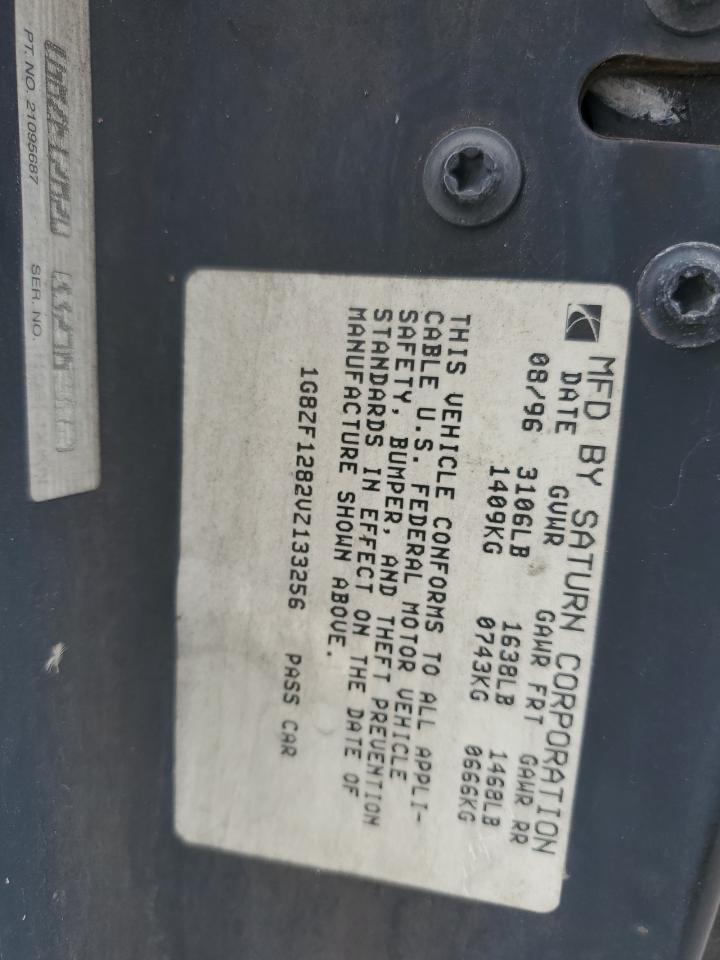 MFD BY SATURN CORPORATION
DATE GVWR GAWR FRT GAWR RR
08/96 3106LB 1638LB 1468LB
1409KG 0743KG 0666KG
THIS VEHICLE CONFORMS TO ALL APPLI-
CABLE U.S. FEDERAL MOTOR VEHICLE
SAFETY, BUMPER, AND THEFT PREVENTION
STANDARDS IN EFFECT ON THE DATE OF
MANUFACTURE SHOWN ABOVE.
1G8ZF1282VZ133256 PASS CAR
PT. NO. 21095687 SER. NO.